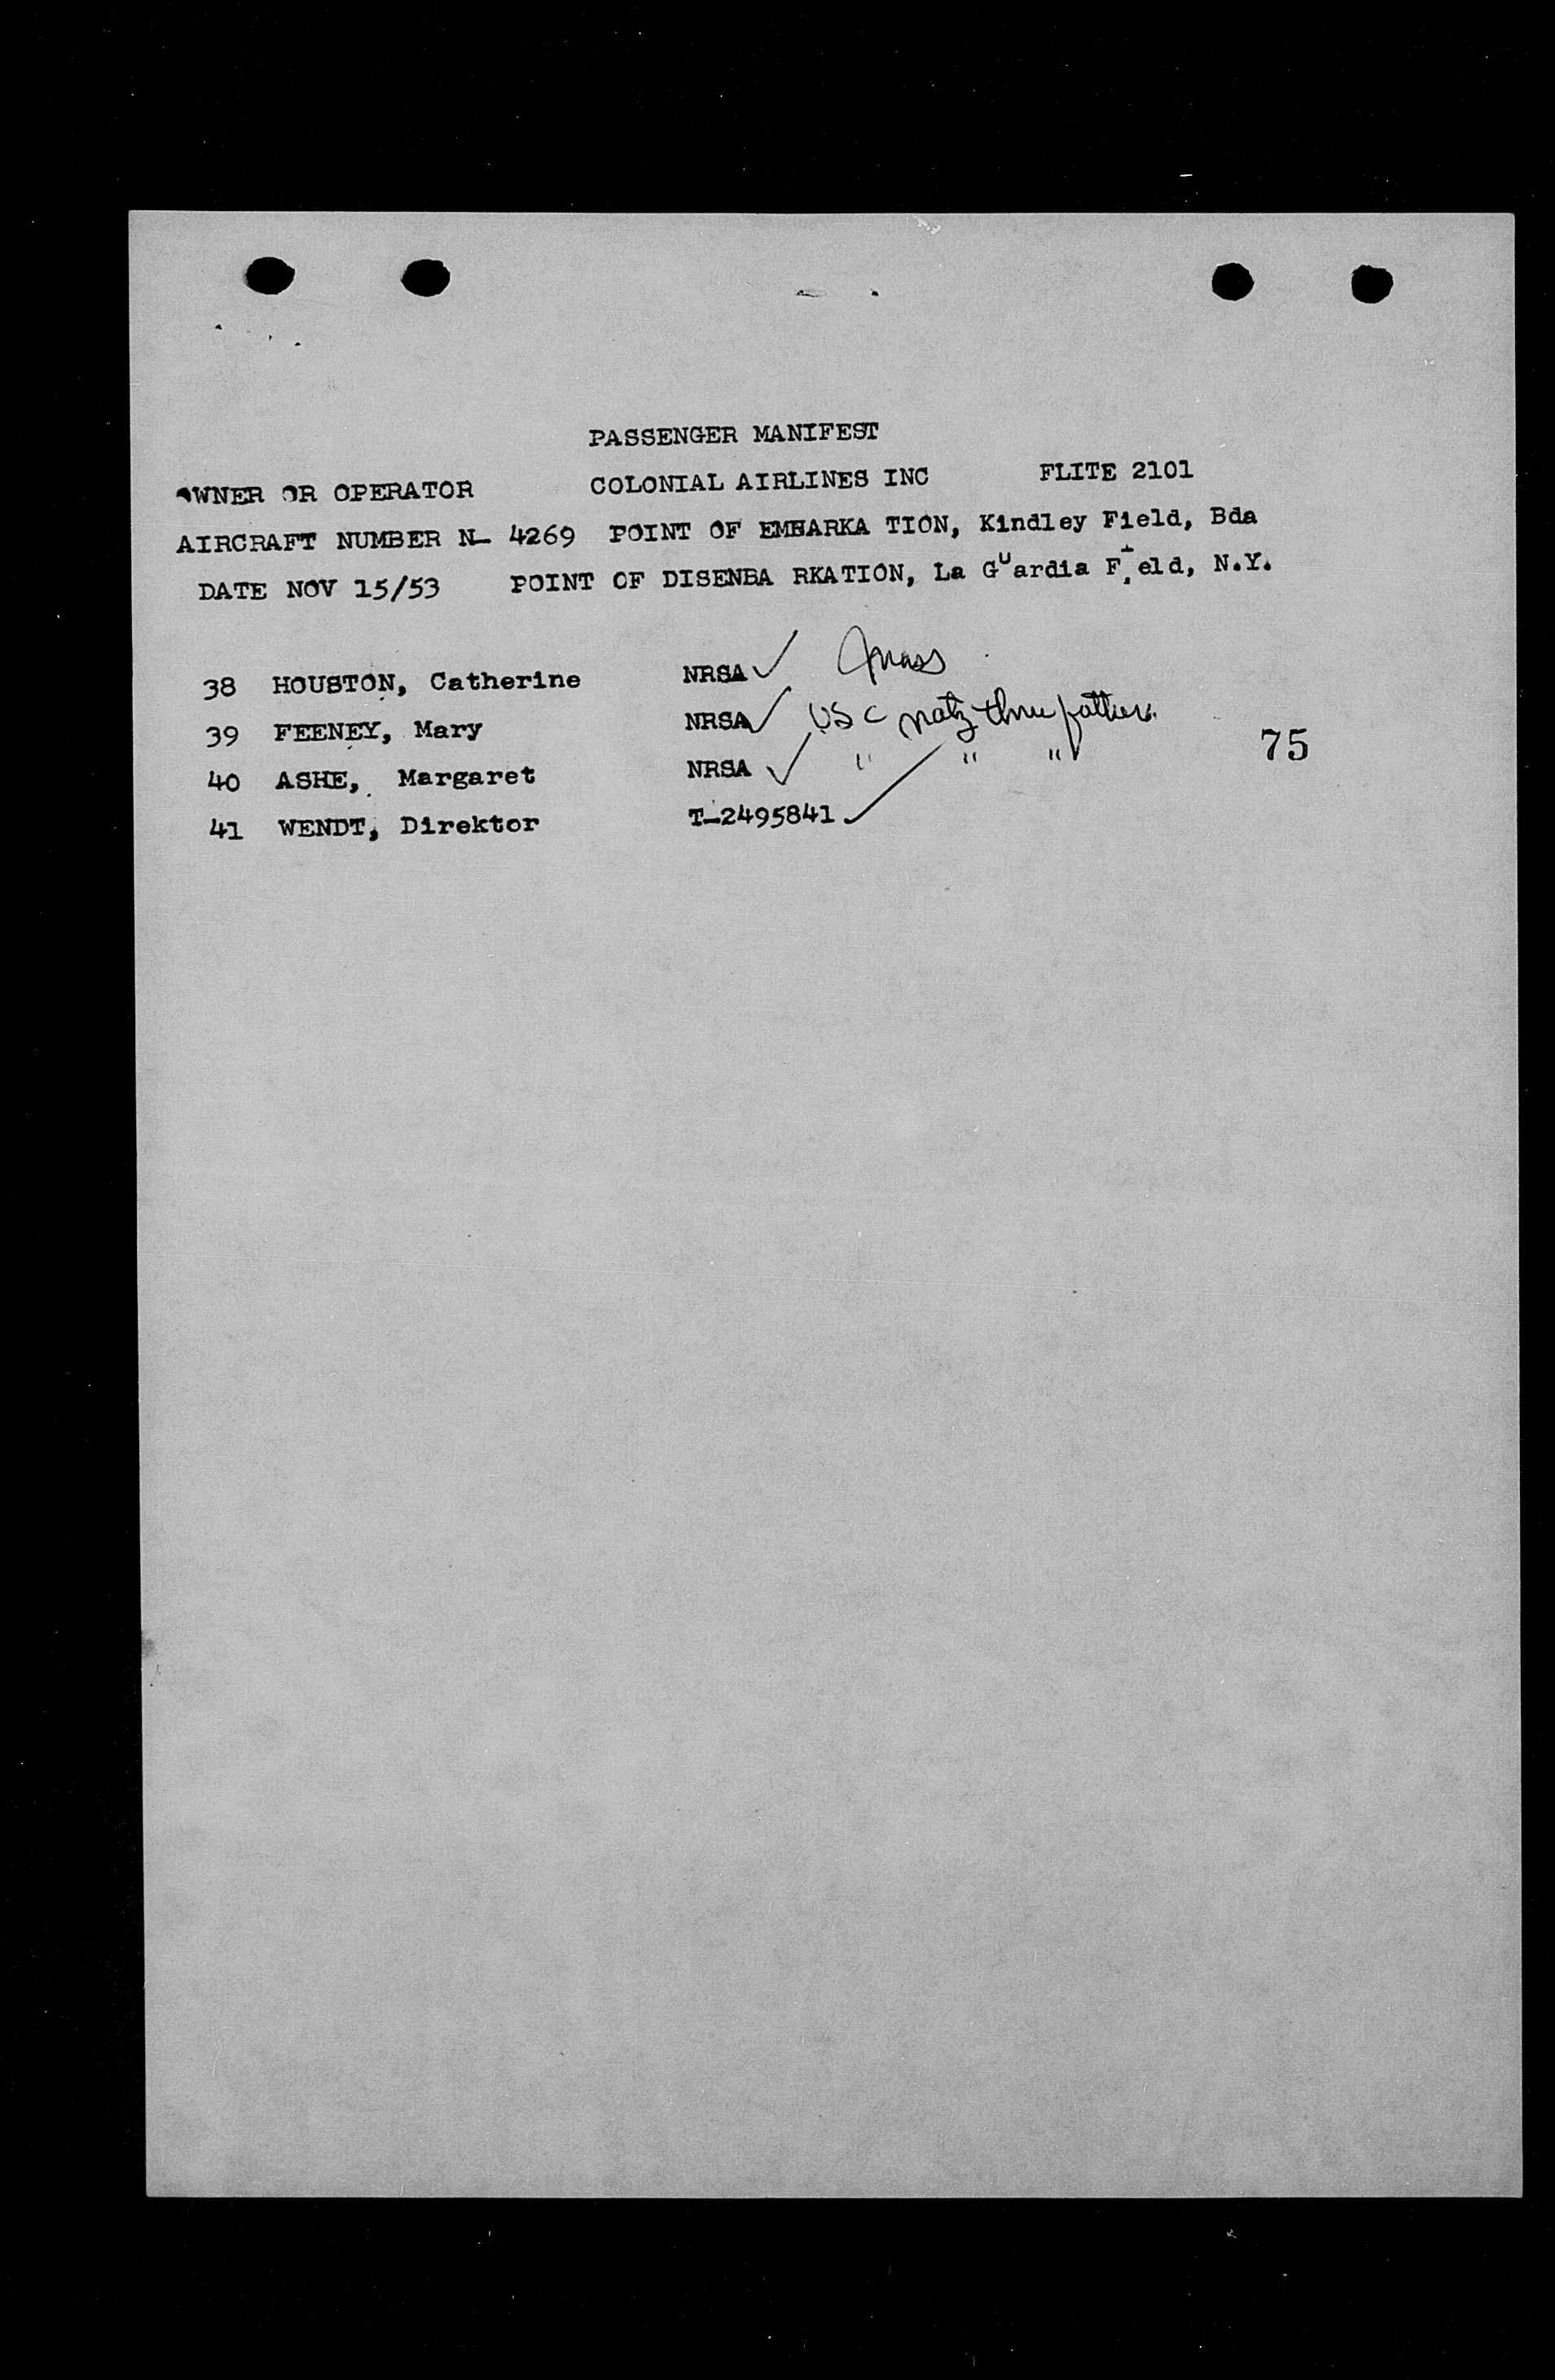 PASSENGER MANIFEST
OWNER OR OPERATOR COLONIAL AIRLINES INC FLITE 2101
AIRCRAFT NUMBER N- 4269 POINT OF EMBARKA TION, Kindley Field, Bda
DATE NOV 15/53 POINT OF DISENBA RKATION, La Guardia Field, N.Y.
38 HOUSTON, Catherine NRSA ✓ Mass
39 FEENEY, Mary NRSA ✓ USC natz thru father
40 ASHE, Margaret NRSA ✓ " " "
75
41 WENDT, Direktor T-2495841 ✓